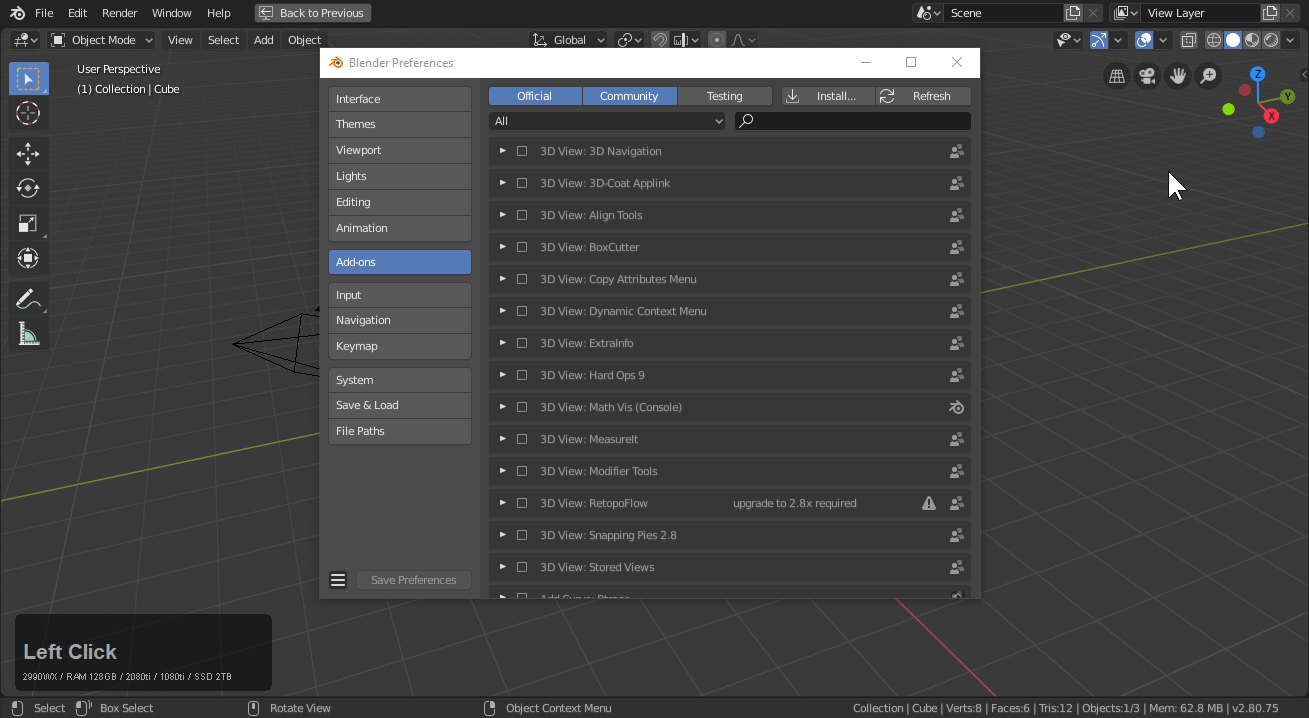 File Edit Render Window Help Back to Previous Scene View Layer
Object Mode View Select Add Object Global
User Perspective
(1) Collection | Cube
Blender Preferences
Interface
Themes
Viewport
Lights
Editing
Animation
Add-ons
Input
Navigation
Keymap
System
Save & Load
File Paths
Save Preferences
Official Community Testing Install... Refresh
All
3D View: 3D Navigation
3D View: 3D-Coat Applink
3D View: Align Tools
3D View: BoxCutter
3D View: Copy Attributes Menu
3D View: Dynamic Context Menu
3D View: ExtraInfo
3D View: Hard Ops 9
3D View: Math Vis (Console)
3D View: MeasureIt
3D View: Modifier Tools
3D View: RetopoFlow upgrade to 2.8x required
3D View: Snapping Pies 2.8
3D View: Stored Views
Z
Y
X
Left Click
2990WX / RAM 128GB / 2080ti / 1080ti / SSD 2TB
Select Box Select Rotate View Object Context Menu Collection | Cube | Verts:8 | Faces:6 | Tris:12 | Objects:1/3 | Mem: 62.8 MB | v2.80.75